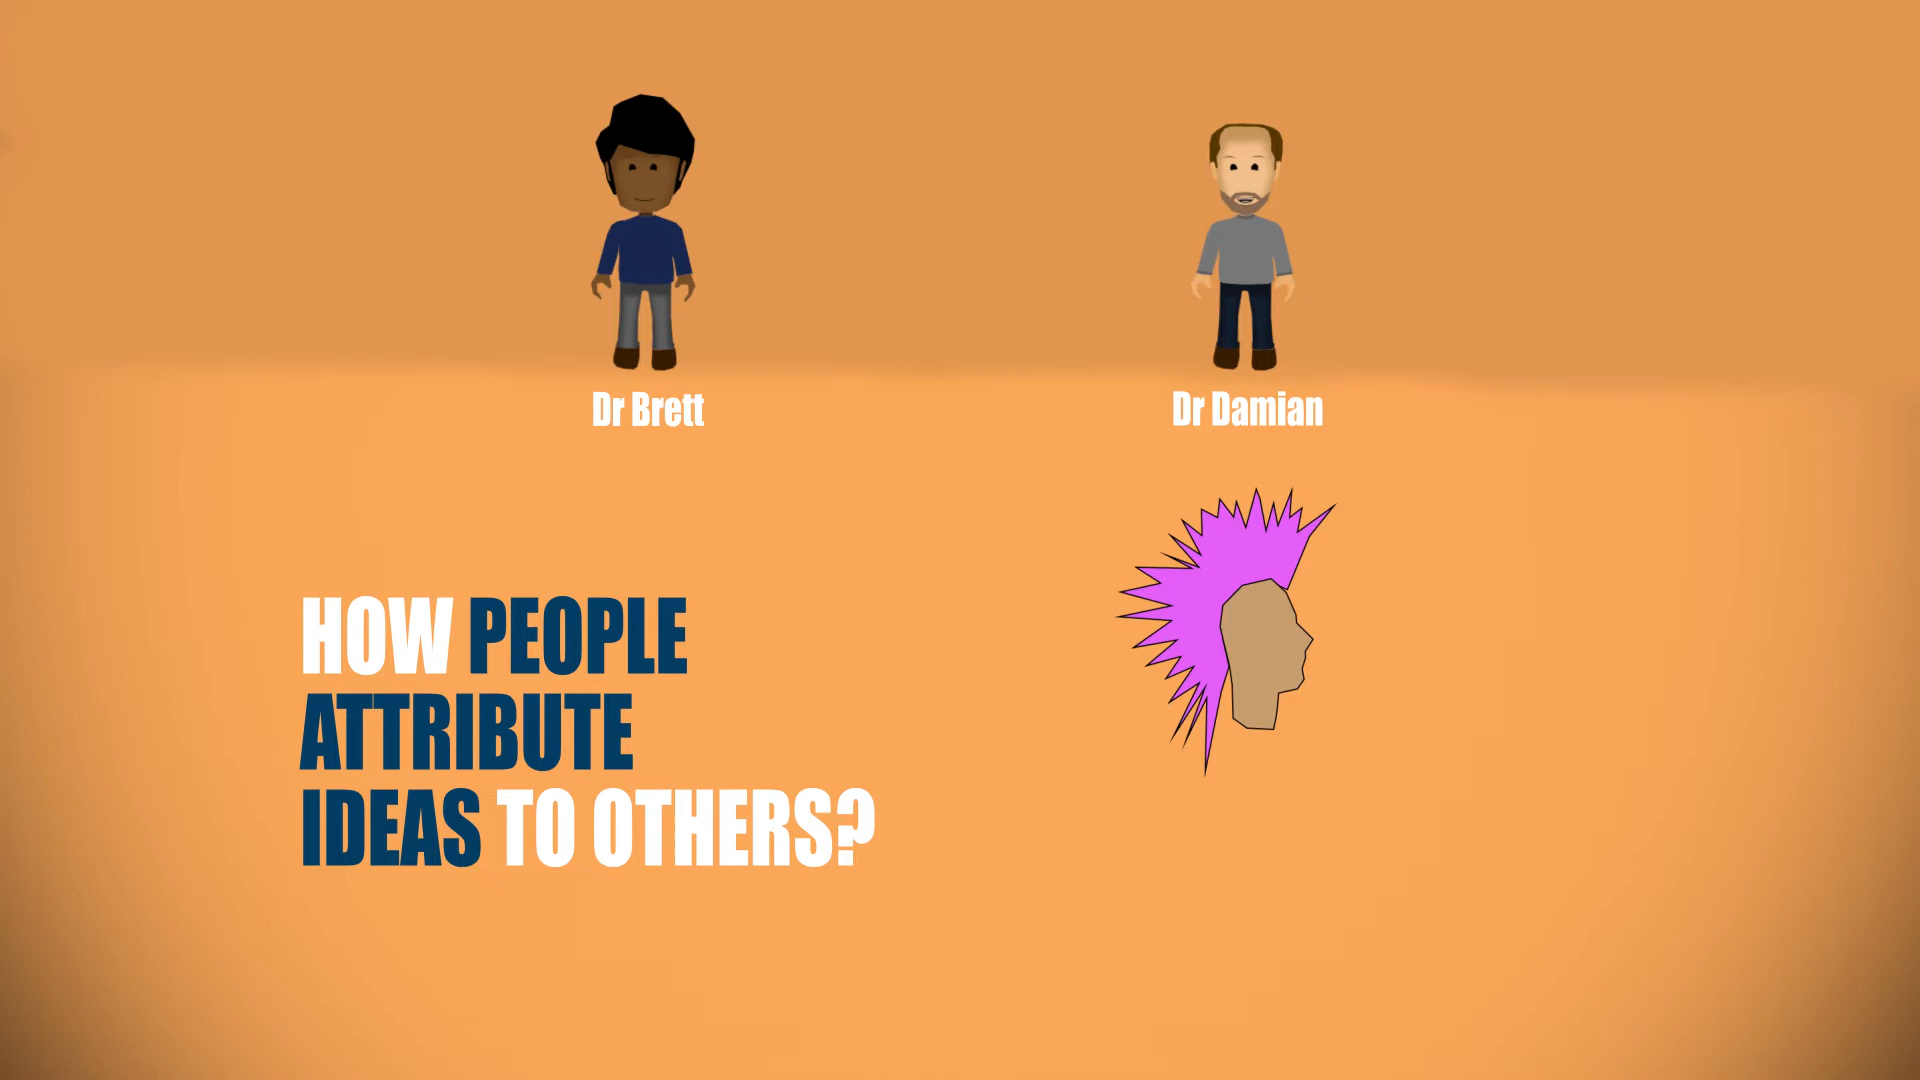 Dr Brett
Dr Damian
HOW PEOPLE
ATTRIBUTE
IDEAS TO OTHERS?